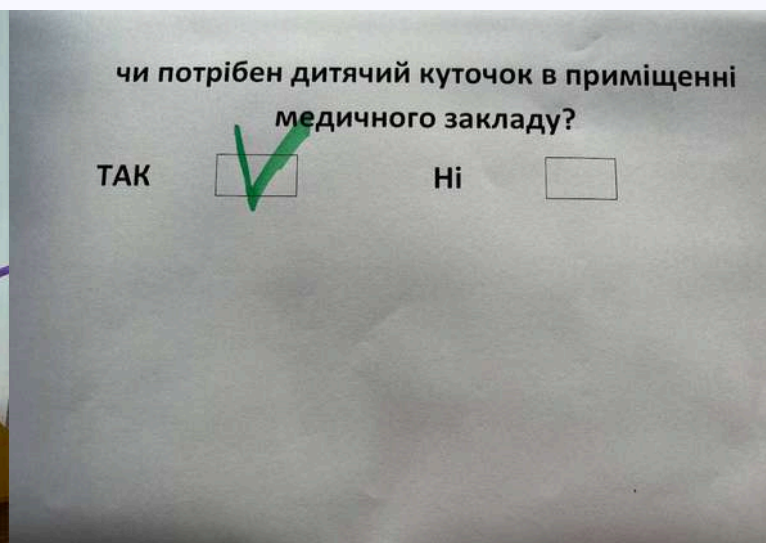 чи потрібен дитячий куточок в приміщенні
медичного закладу?
ТАК Ні